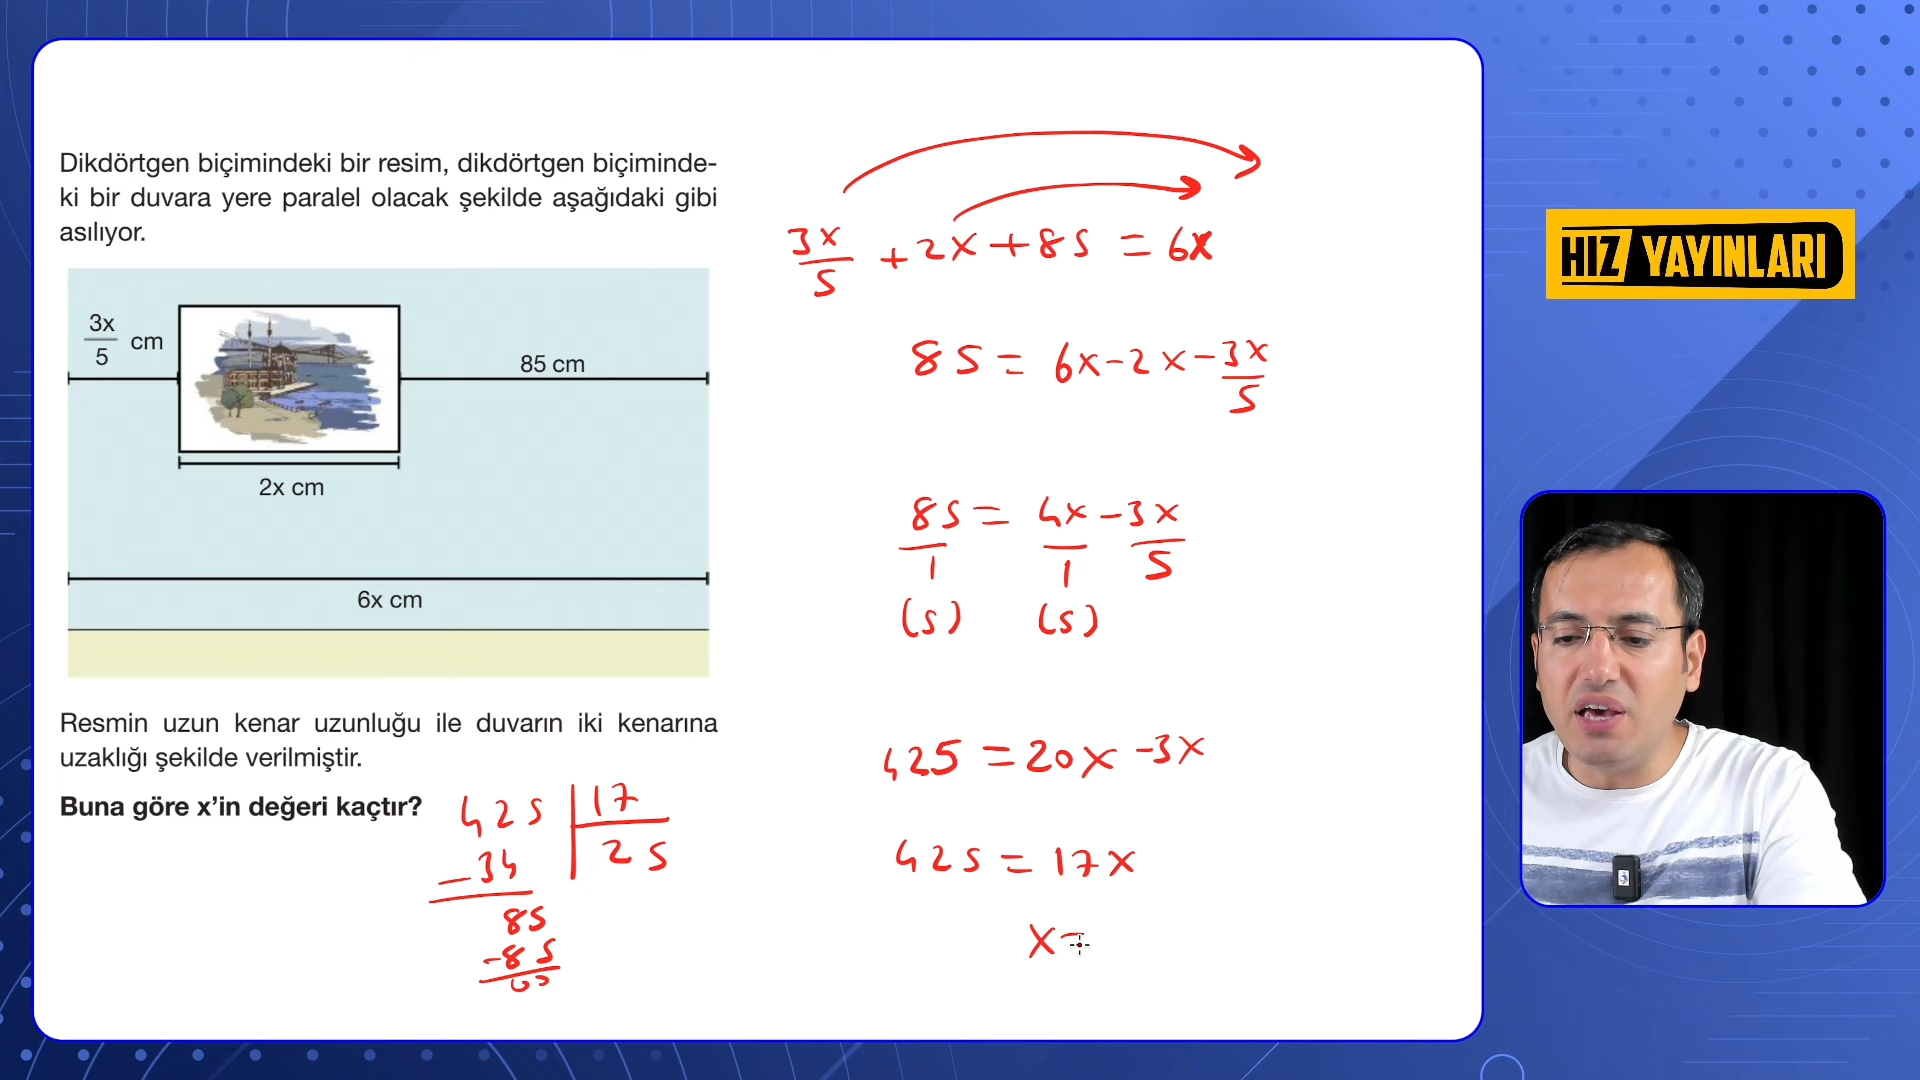 Dikdörtgen biçimindeki bir resim, dikdörtgen biçiminde-
ki bir duvara yere paralel olacak şekilde aşağıdaki gibi
asılıyor.
3x/5 cm
85 cm
2x cm
6x cm
Resmin uzun kenar uzunluğu ile duvarın iki kenarına
uzaklığı şekilde verilmiştir.
Buna göre x'in değeri kaçtır?
425 | 17
25
-34
85
-85
3x/5 + 2x + 85 = 6x
85 = 6x - 2x - 3x/5
85/1 = 4x/1 - 3x/5
(5) (5)
425 = 20x - 3x
425 = 17x
x=
HIZ YAYINLARI